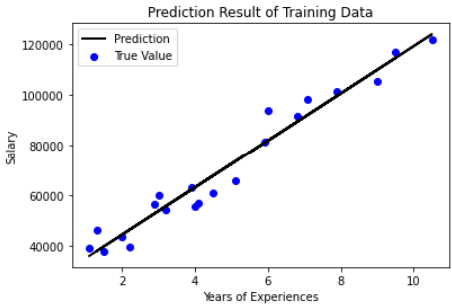 Prediction Result of Training Data
Prediction
True Value
120000
100000
80000
60000
40000
Salary
2 4 6 8 10
Years of Experiences